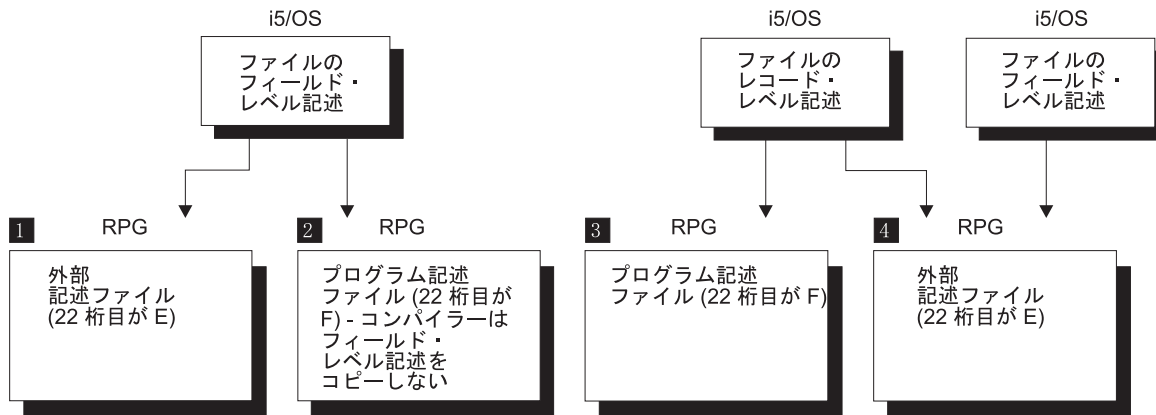 i5/OS
ファイルの
フィールド・
レベル記述
i5/OS
ファイルの
レコード・
レベル記述
i5/OS
ファイルの
フィールド・
レベル記述
1 RPG
外部
記述ファイル
(22 桁目が E)
2 RPG
プログラム記述
ファイル (22 桁目が
F) - コンパイラーは
フィールド・
レベル記述を
コピーしない
3 RPG
プログラム記述
ファイル (22 桁目が F)
4 RPG
外部
記述ファイル
(22 桁目が E)